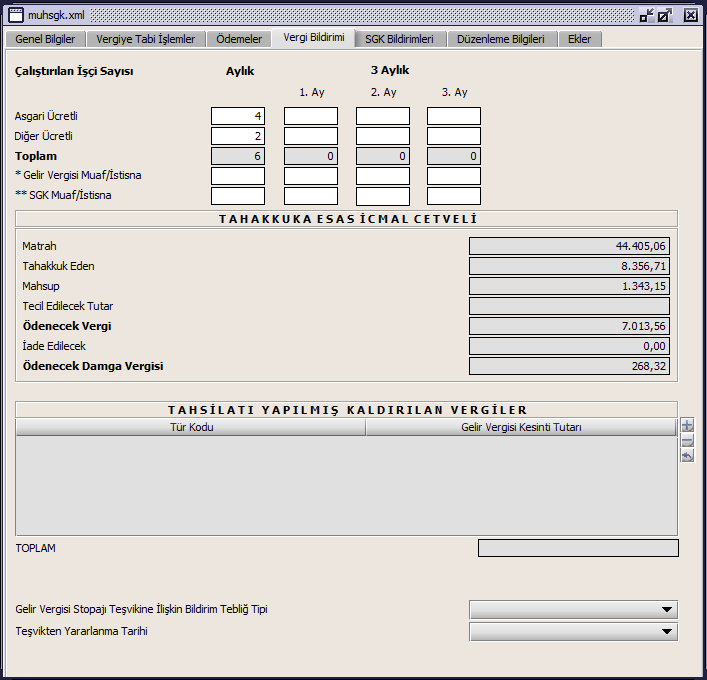 muhsgk.xml
Genel Bilgiler Vergiye Tabi İşlemler Ödemeler Vergi Bildirimi SGK Bildirimleri Düzenleme Bilgileri Ekler
Çalıştırılan İşçi Sayısı Aylık 3 Aylık
1. Ay 2. Ay 3. Ay
Asgari Ücretli 4
Diğer Ücretli 2
Toplam 6 0 0 0
* Gelir Vergisi Muaf/İstisna
** SGK Muaf/İstisna
TAHAKKUKA ESAS İCMAL CETVELİ
Matrah 44.405,06
Tahakkuk Eden 8.356,71
Mahsup 1.343,15
Tecil Edilecek Tutar
Ödenecek Vergi 7.013,56
İade Edilecek 0,00
Ödenecek Damga Vergisi 268,32
TAHSİLATI YAPILMIŞ KALDIRILAN VERGİLER
Tür Kodu Gelir Vergisi Kesinti Tutarı
TOPLAM
Gelir Vergisi Stopajı Teşvikine İlişkin Bildirim Tebliğ Tipi
Teşvikten Yararlanma Tarihi